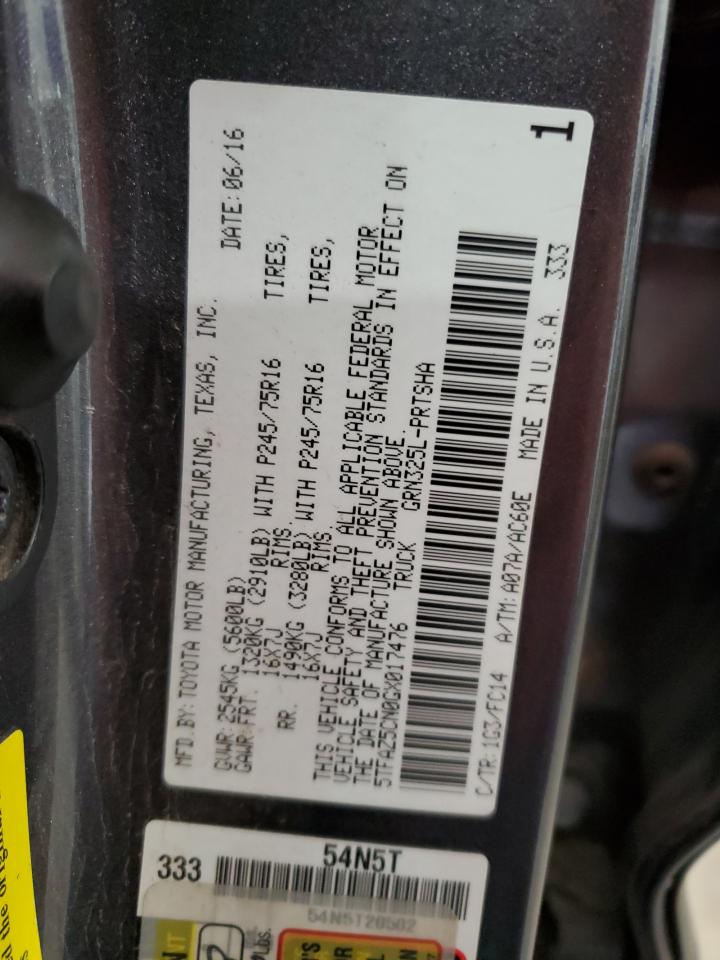 MFD.BY: TOYOTA MOTOR MANUFACTURING, TEXAS, INC.
DATE: 06/16
GVWR: 2545KG (5600LB)
GAWR: FRT. 1320KG (2910LB) WITH P245/75R16 TIRES,
16X7J RIMS.
RR. 1490KG (3280LB) WITH P245/75R16 TIRES,
16X7J RIMS.
THIS VEHICLE CONFORMS TO ALL APPLICABLE FEDERAL MOTOR
VEHICLE SAFETY AND THEFT PREVENTION STANDARDS IN EFFECT ON
THE DATE OF MANUFACTURE SHOWN ABOVE.
5TFAZ5CN0GX017476 TRUCK GRN325L-PRTSHA
C/TR: 1G3/FC14 A/TM: A07A/AC60E MADE IN U.S.A. 333
1
333
54N5T
54N5T20502
the Orig
Lbs.